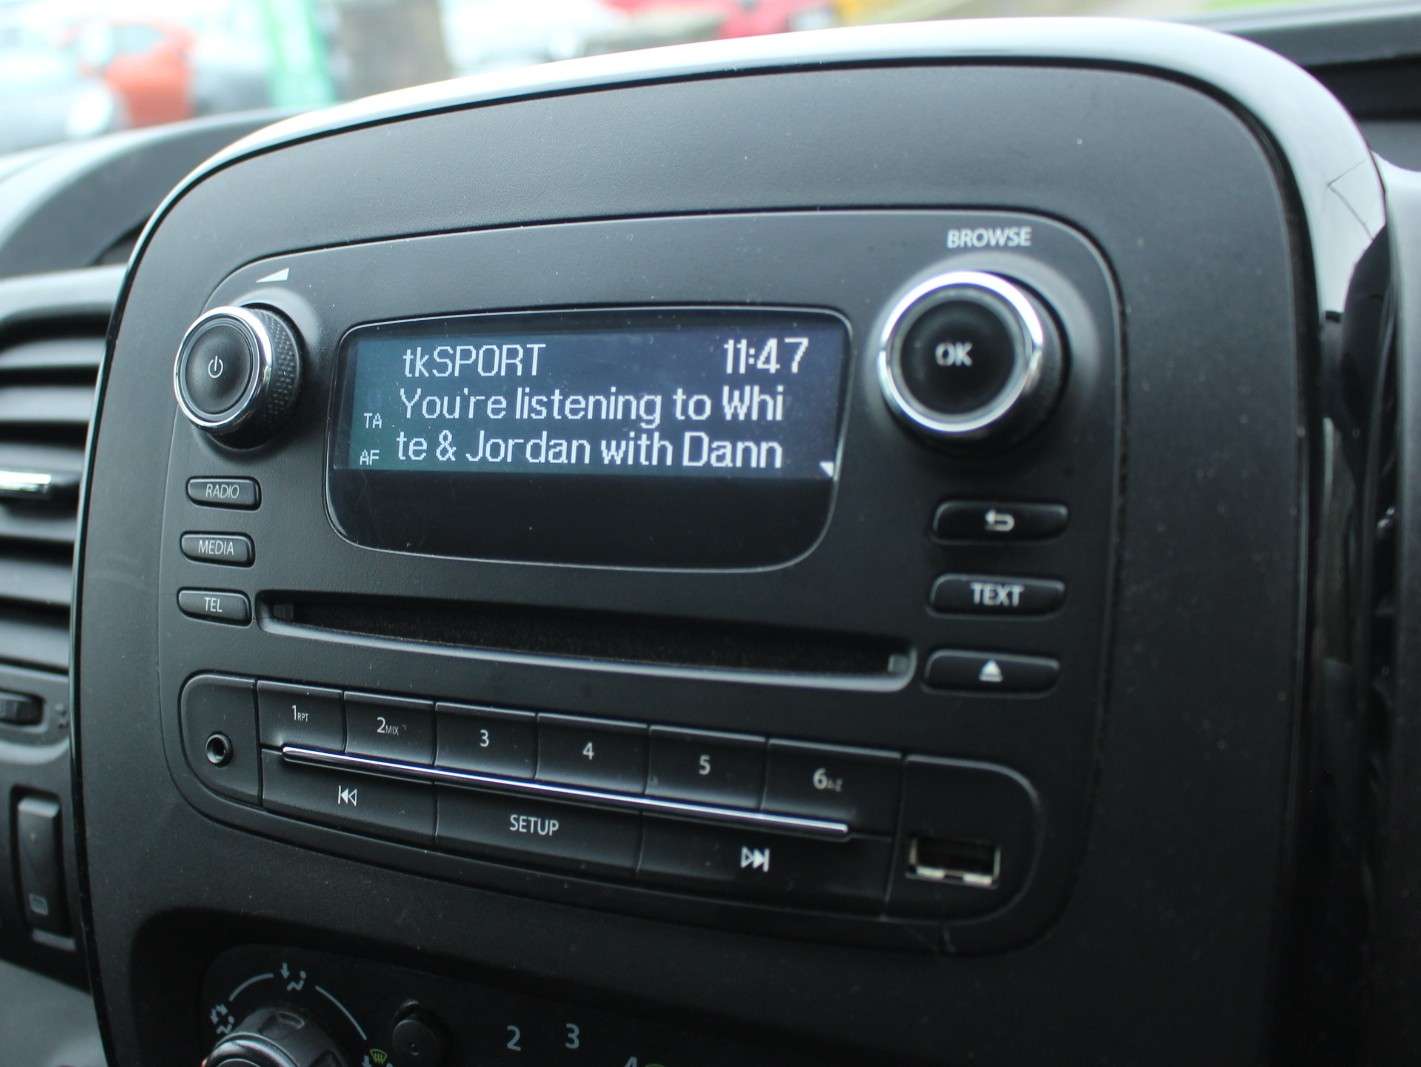 BROWSE
tkSPORT 11:47
You're listening to Whi
TA
te & Jordan with Dann
AF
OK
RADIO
MEDIA
TEL
TEXT
1RPT 2MIX 3 4 5 6
SETUP
2 3 4